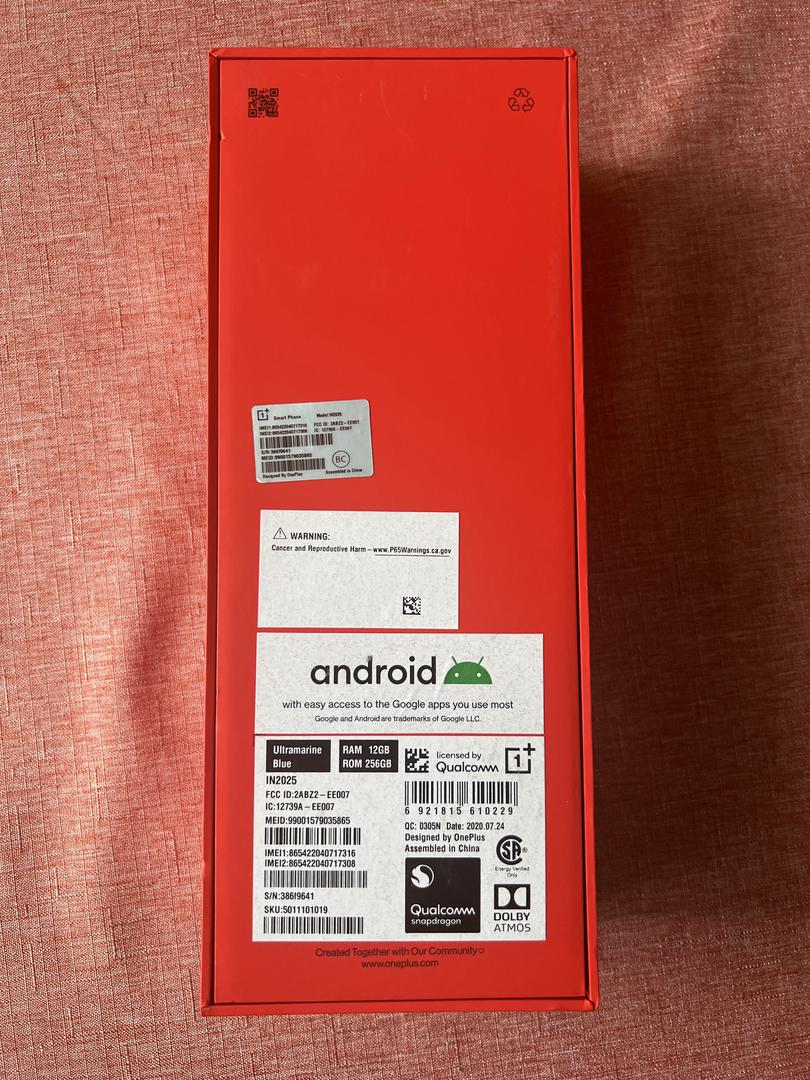 1+ Smart Phone Model:IN2025
IMEI1:865422040717316 FCC ID: 2ABZ2-EE007
IMEI2:865422040717308 IC: 12739A-EE007
S/N:386f9641
MEID:99001579035865
BC
Designed By OnePlus Assembled in China
WARNING:
Cancer and Reproductive Harm – www.P65Warnings.ca.gov
android
with easy access to the Google apps you use most
Google and Android are trademarks of Google LLC.
Ultramarine
Blue
RAM 12GB
ROM 256GB
licensed by
Qualcomm
1+
IN2025
FCC ID:2ABZ2–EE007
IC:12739A–EE007
MEID:99001579035865
6 921815 610229
QC: 0305N Date: 2020.07.24
Designed by OnePlus
Assembled in China
IMEI1:865422040717316
IMEI2:865422040717308
S/N:386f9641
SKU:5011101019
SA®
Energy Verified
Only
Qualcomm
snapdragon
DOLBY
ATMOS
Created Together with Our Community
www.oneplus.com